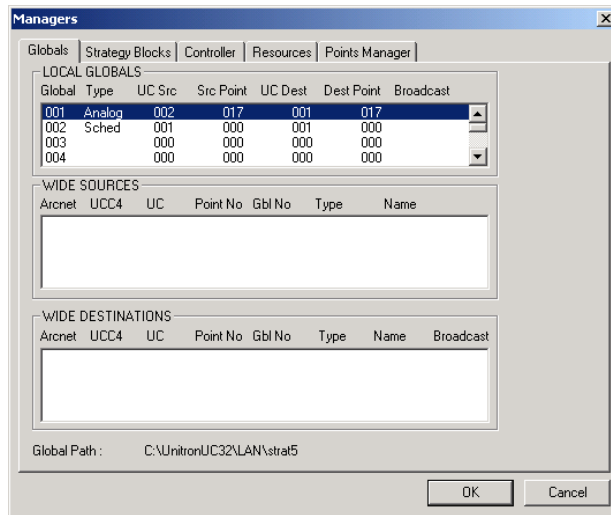 Managers
Globals Strategy Blocks Controller Resources Points Manager
LOCAL GLOBALS
Global Type UC Src Src Point UC Dest Dest Point Broadcast
001 Analog 002 017 001 017
002 Sched 001 000 001 000
003 000 000 000 000
004 000 000 000 000
WIDE SOURCES
Arcnet UCC4 UC Point No Gbl No Type Name
WIDE DESTINATIONS
Arcnet UCC4 UC Point No Gbl No Type Name Broadcast
Global Path : C:\UnitronUC32\LAN\strat5
OK Cancel